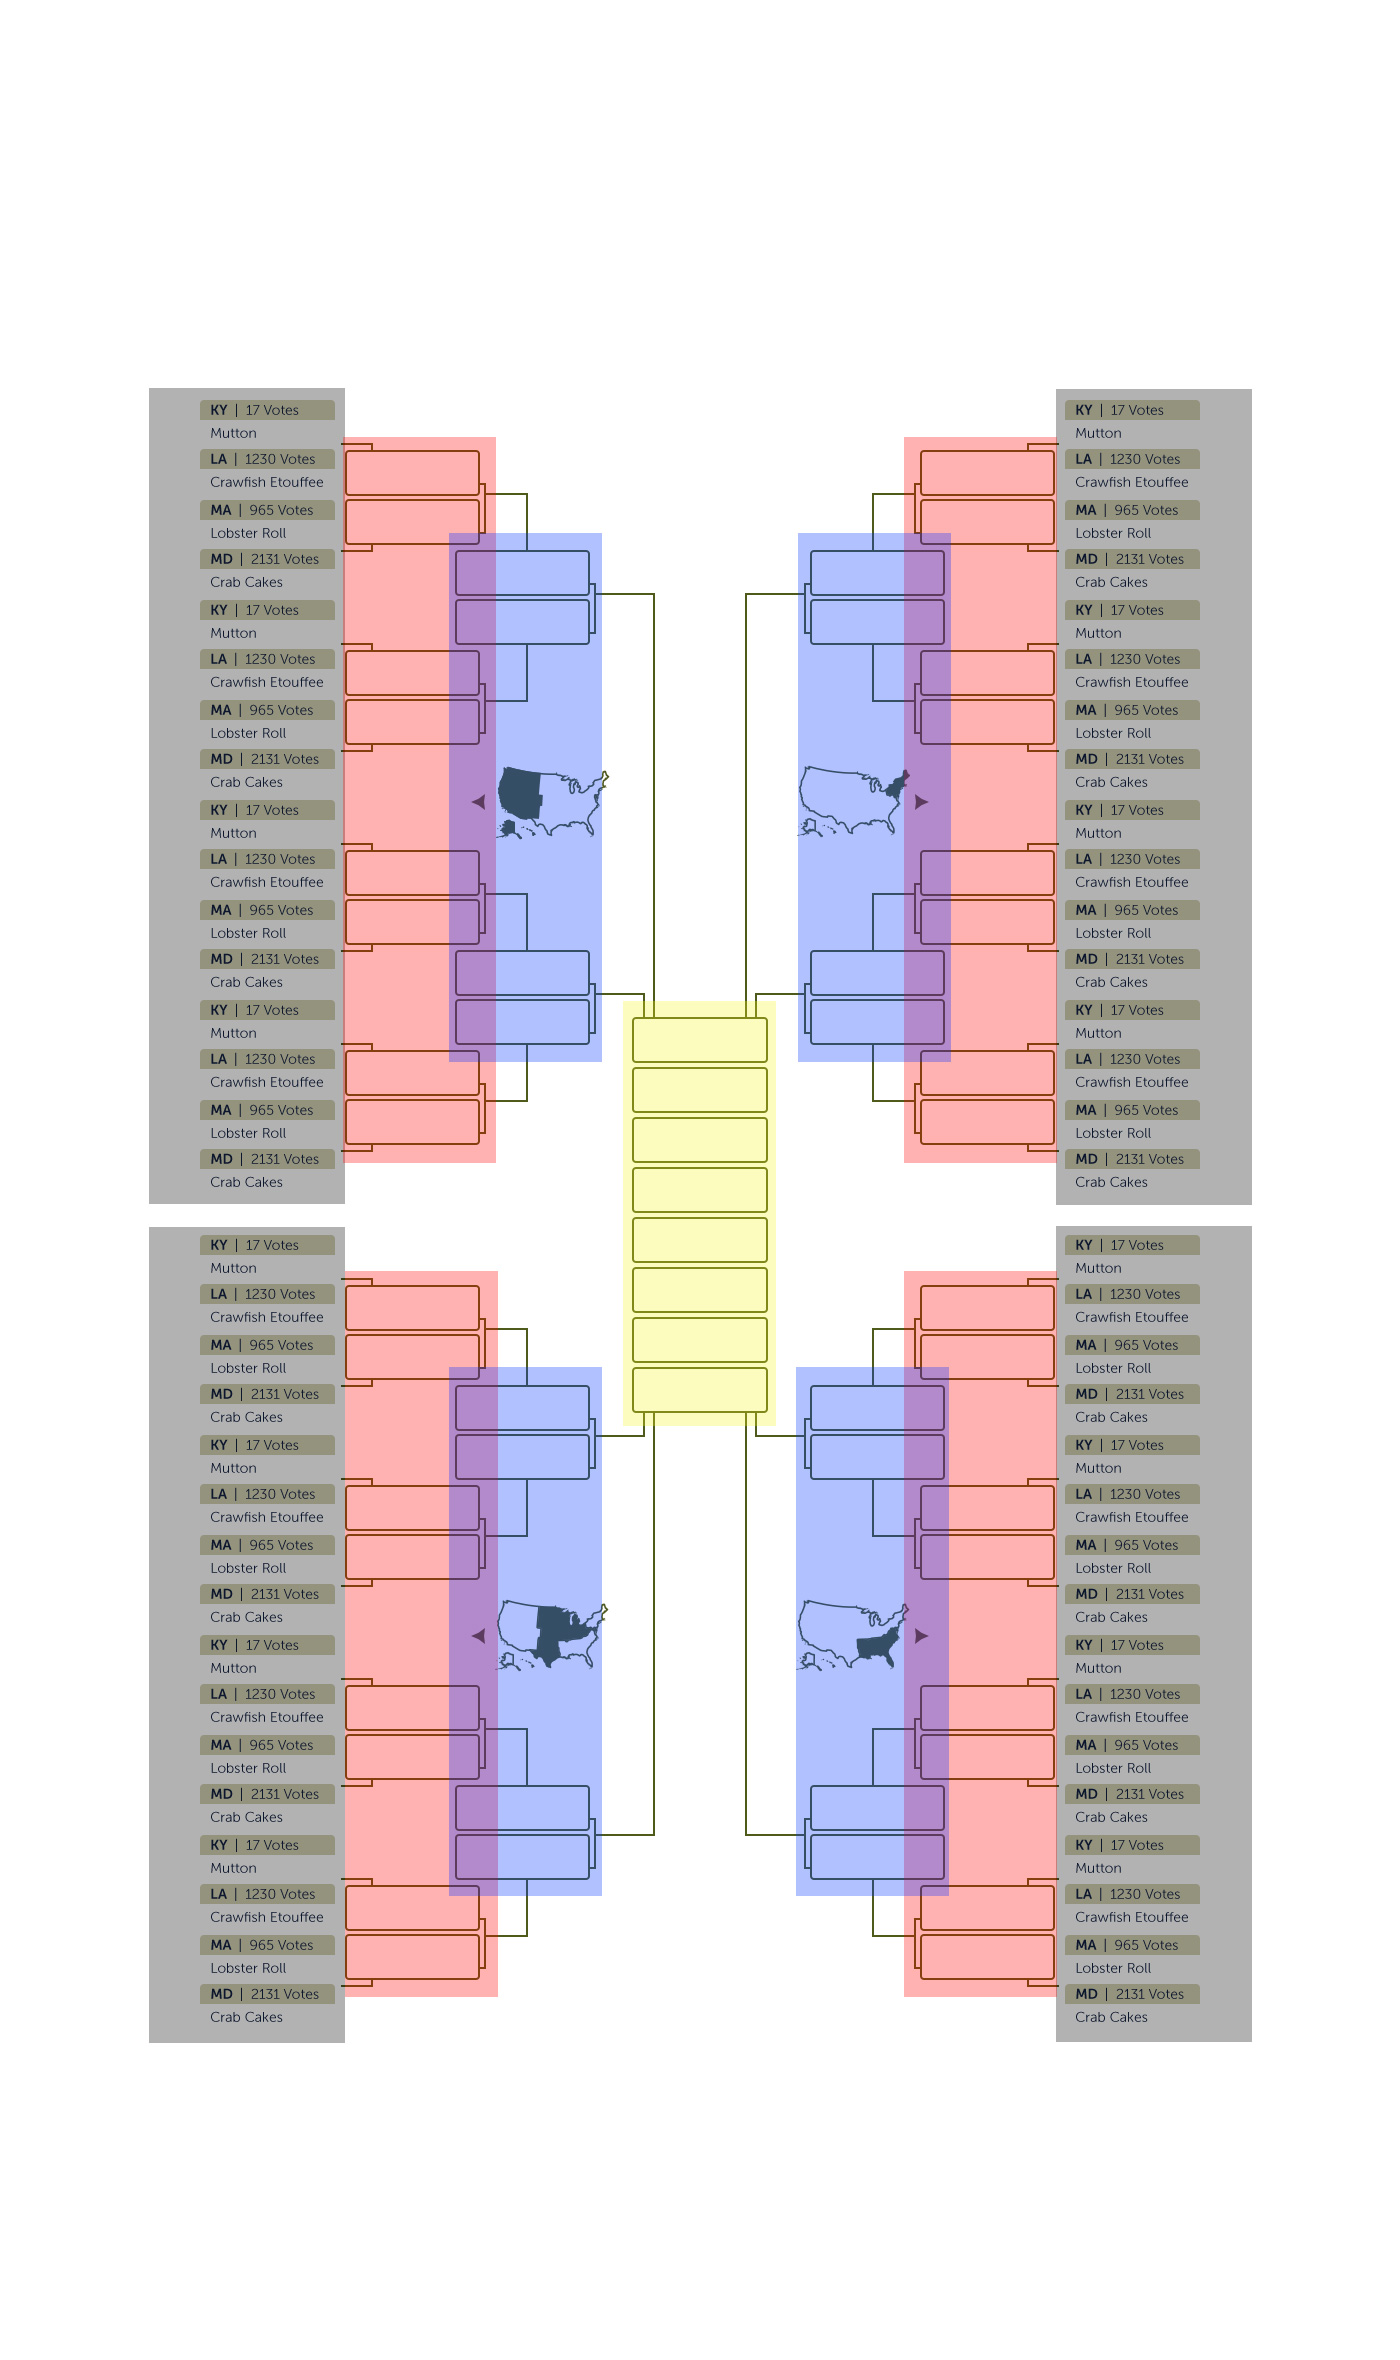 KY | 17 Votes
Mutton
LA | 1230 Votes
Crawfish Etouffee
MA | 965 Votes
Lobster Roll
MD | 2131 Votes
Crab Cakes
KY | 17 Votes
Mutton
LA | 1230 Votes
Crawfish Etouffee
MA | 965 Votes
Lobster Roll
MD | 2131 Votes
Crab Cakes
KY | 17 Votes
Mutton
LA | 1230 Votes
Crawfish Etouffee
MA | 965 Votes
Lobster Roll
MD | 2131 Votes
Crab Cakes
KY | 17 Votes
Mutton
LA | 1230 Votes
Crawfish Etouffee
MA | 965 Votes
Lobster Roll
MD | 2131 Votes
Crab Cakes
KY | 17 Votes
Mutton
LA | 1230 Votes
Crawfish Etouffee
MA | 965 Votes
Lobster Roll
MD | 2131 Votes
Crab Cakes
KY | 17 Votes
Mutton
LA | 1230 Votes
Crawfish Etouffee
MA | 965 Votes
Lobster Roll
MD | 2131 Votes
Crab Cakes
KY | 17 Votes
Mutton
LA | 1230 Votes
Crawfish Etouffee
MA | 965 Votes
Lobster Roll
MD | 2131 Votes
Crab Cakes
KY | 17 Votes
Mutton
LA | 1230 Votes
Crawfish Etouffee
MA | 965 Votes
Lobster Roll
MD | 2131 Votes
Crab Cakes
KY | 17 Votes
Mutton
LA | 1230 Votes
Crawfish Etouffee
MA | 965 Votes
Lobster Roll
MD | 2131 Votes
Crab Cakes
KY | 17 Votes
Mutton
LA | 1230 Votes
Crawfish Etouffee
MA | 965 Votes
Lobster Roll
MD | 2131 Votes
Crab Cakes
KY | 17 Votes
Mutton
LA | 1230 Votes
Crawfish Etouffee
MA | 965 Votes
Lobster Roll
MD | 2131 Votes
Crab Cakes
KY | 17 Votes
Mutton
LA | 1230 Votes
Crawfish Etouffee
MA | 965 Votes
Lobster Roll
MD | 2131 Votes
Crab Cakes
KY | 17 Votes
Mutton
LA | 1230 Votes
Crawfish Etouffee
MA | 965 Votes
Lobster Roll
MD | 2131 Votes
Crab Cakes
KY | 17 Votes
Mutton
LA | 1230 Votes
Crawfish Etouffee
MA | 965 Votes
Lobster Roll
MD | 2131 Votes
Crab Cakes
KY | 17 Votes
Mutton
LA | 1230 Votes
Crawfish Etouffee
MA | 965 Votes
Lobster Roll
MD | 2131 Votes
Crab Cakes
KY | 17 Votes
Mutton
LA | 1230 Votes
Crawfish Etouffee
MA | 965 Votes
Lobster Roll
MD | 2131 Votes
Crab Cakes